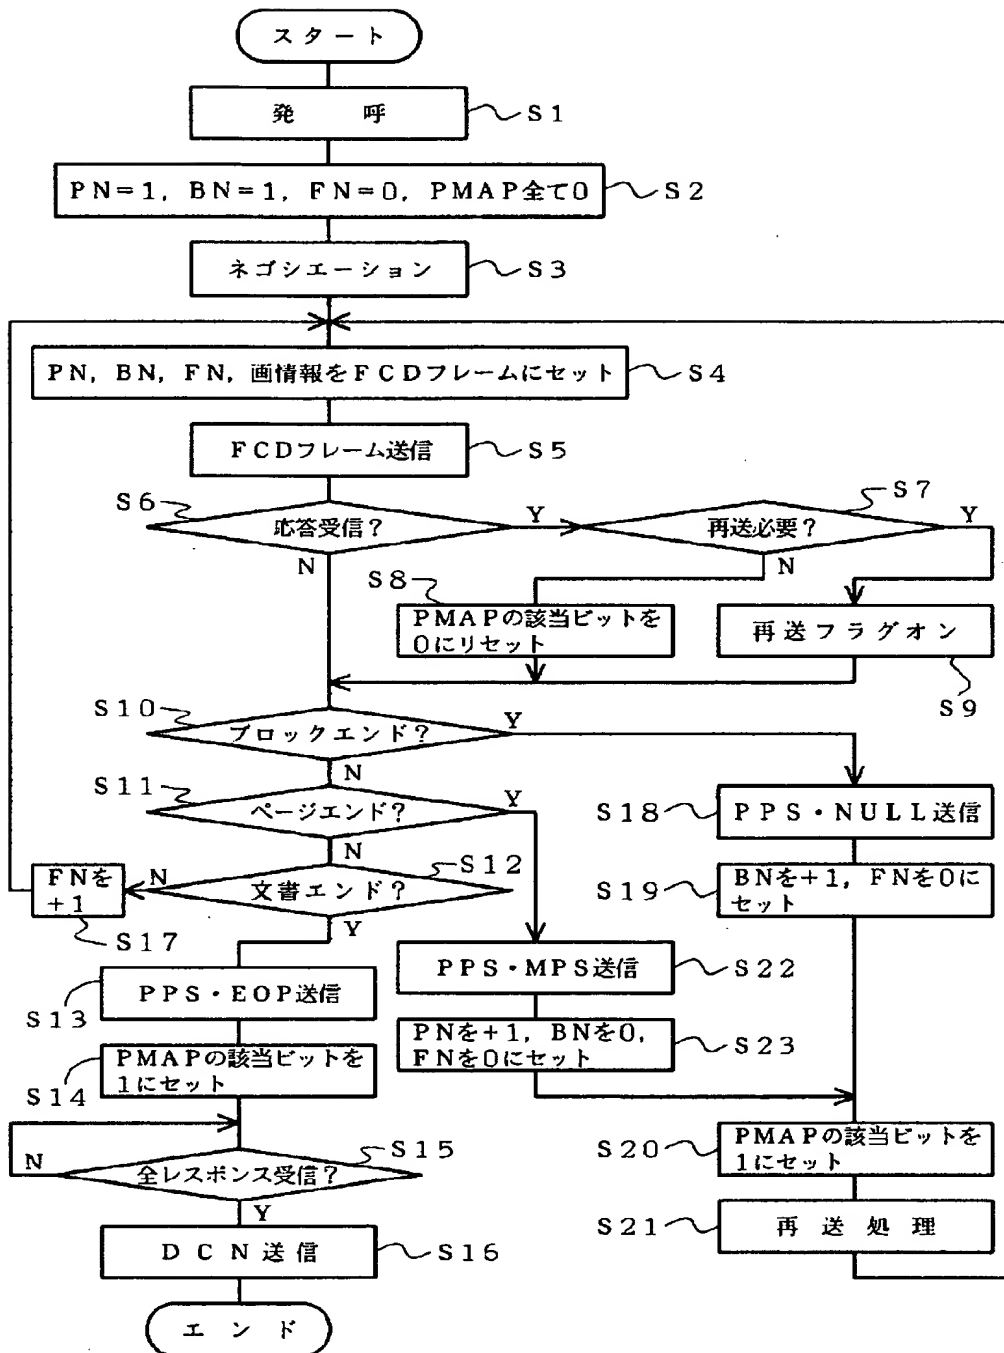 スタート
発呼
S1
PN=1, BN=1, FN=0, PMAP全て0
S2
ネゴシエーション
S3
PN, BN, FN, 画情報をFCDフレームにセット
S4
FCDフレーム送信
S5
S6
応答受信?
Y
N
S7
再送必要?
Y
N
S8
PMAPの該当ビットを
0にリセット
再送フラグオン
S9
S10
ブロックエンド?
Y
N
S11
ページエンド?
Y
N
S12
文書エンド?
N
Y
FNを
+1
S17
S18
PPS・NULL送信
S19
BNを+1, FNを0に
セット
PPS・EOP送信
S13
PPS・MPS送信
S22
PMAPの該当ビットを
1にセット
S14
PNを+1, BNを0,
FNを0にセット
S23
S15
全レスポンス受信?
N
Y
S20
PMAPの該当ビットを
1にセット
S21
再送処理
DCN送信
S16
エンド